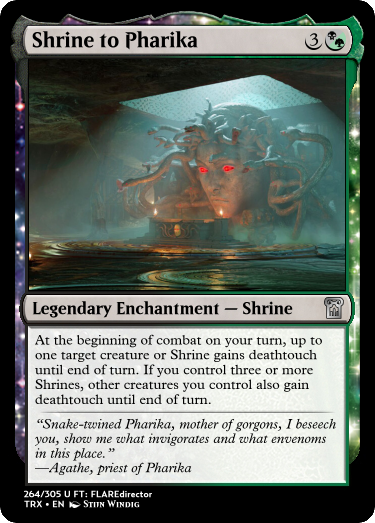 Shrine to Pharika 3
Legendary Enchantment — Shrine
At the beginning of combat on your turn, up to
one target creature or Shrine gains deathtouch
until end of turn. If you control three or more
Shrines, other creatures you control also gain
deathtouch until end of turn.
“Snake-twined Pharika, mother of gorgons, I beseech
you, show me what invigorates and what envenoms
in this place.”
—Agathe, priest of Pharika
264/305 U FT: FLAREdirector
TRX • EN Stijn Windig